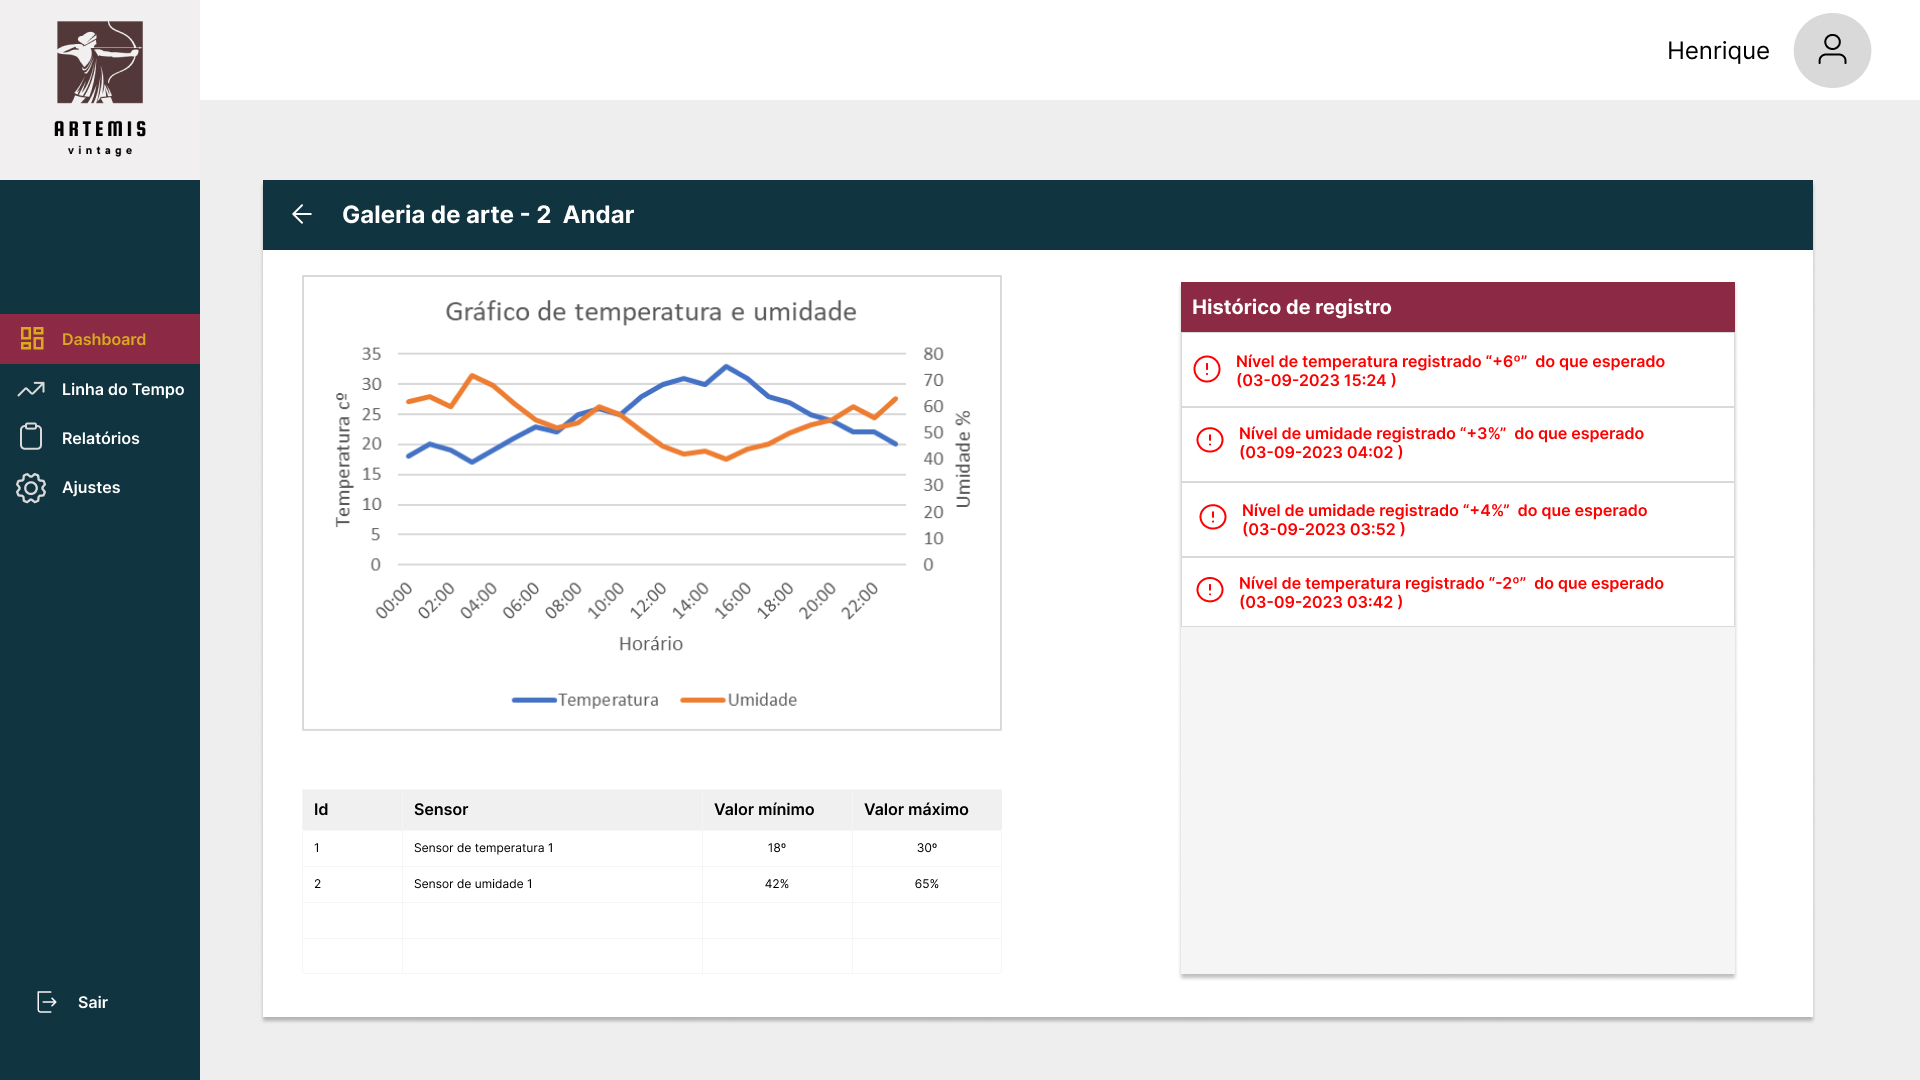 ARTEMIS
vintage
Henrique
Dashboard
Linha do Tempo
Relatórios
Ajustes
Sair
Galeria de arte - 2  Andar
Gráfico de temperatura e umidade
Temperatura cº
35
30
25
20
15
10
5
0
80
70
60
50
40
30
20
10
0
Umidade %
00:00 02:00 04:00 06:00 08:00 10:00 12:00 14:00 16:00 18:00 20:00 22:00
Horário
Temperatura Umidade
Id Sensor Valor mínimo Valor máximo
1 Sensor de temperatura 1 18º 30º
2 Sensor de umidade 1 42% 65%
Histórico de registro
Nível de temperatura registrado “+6º”  do que esperado
(03-09-2023 15:24 )
Nível de umidade registrado “+3%”  do que esperado
(03-09-2023 04:02 )
Nível de umidade registrado “+4%”  do que esperado
(03-09-2023 03:52 )
Nível de temperatura registrado “-2º”  do que esperado
(03-09-2023 03:42 )